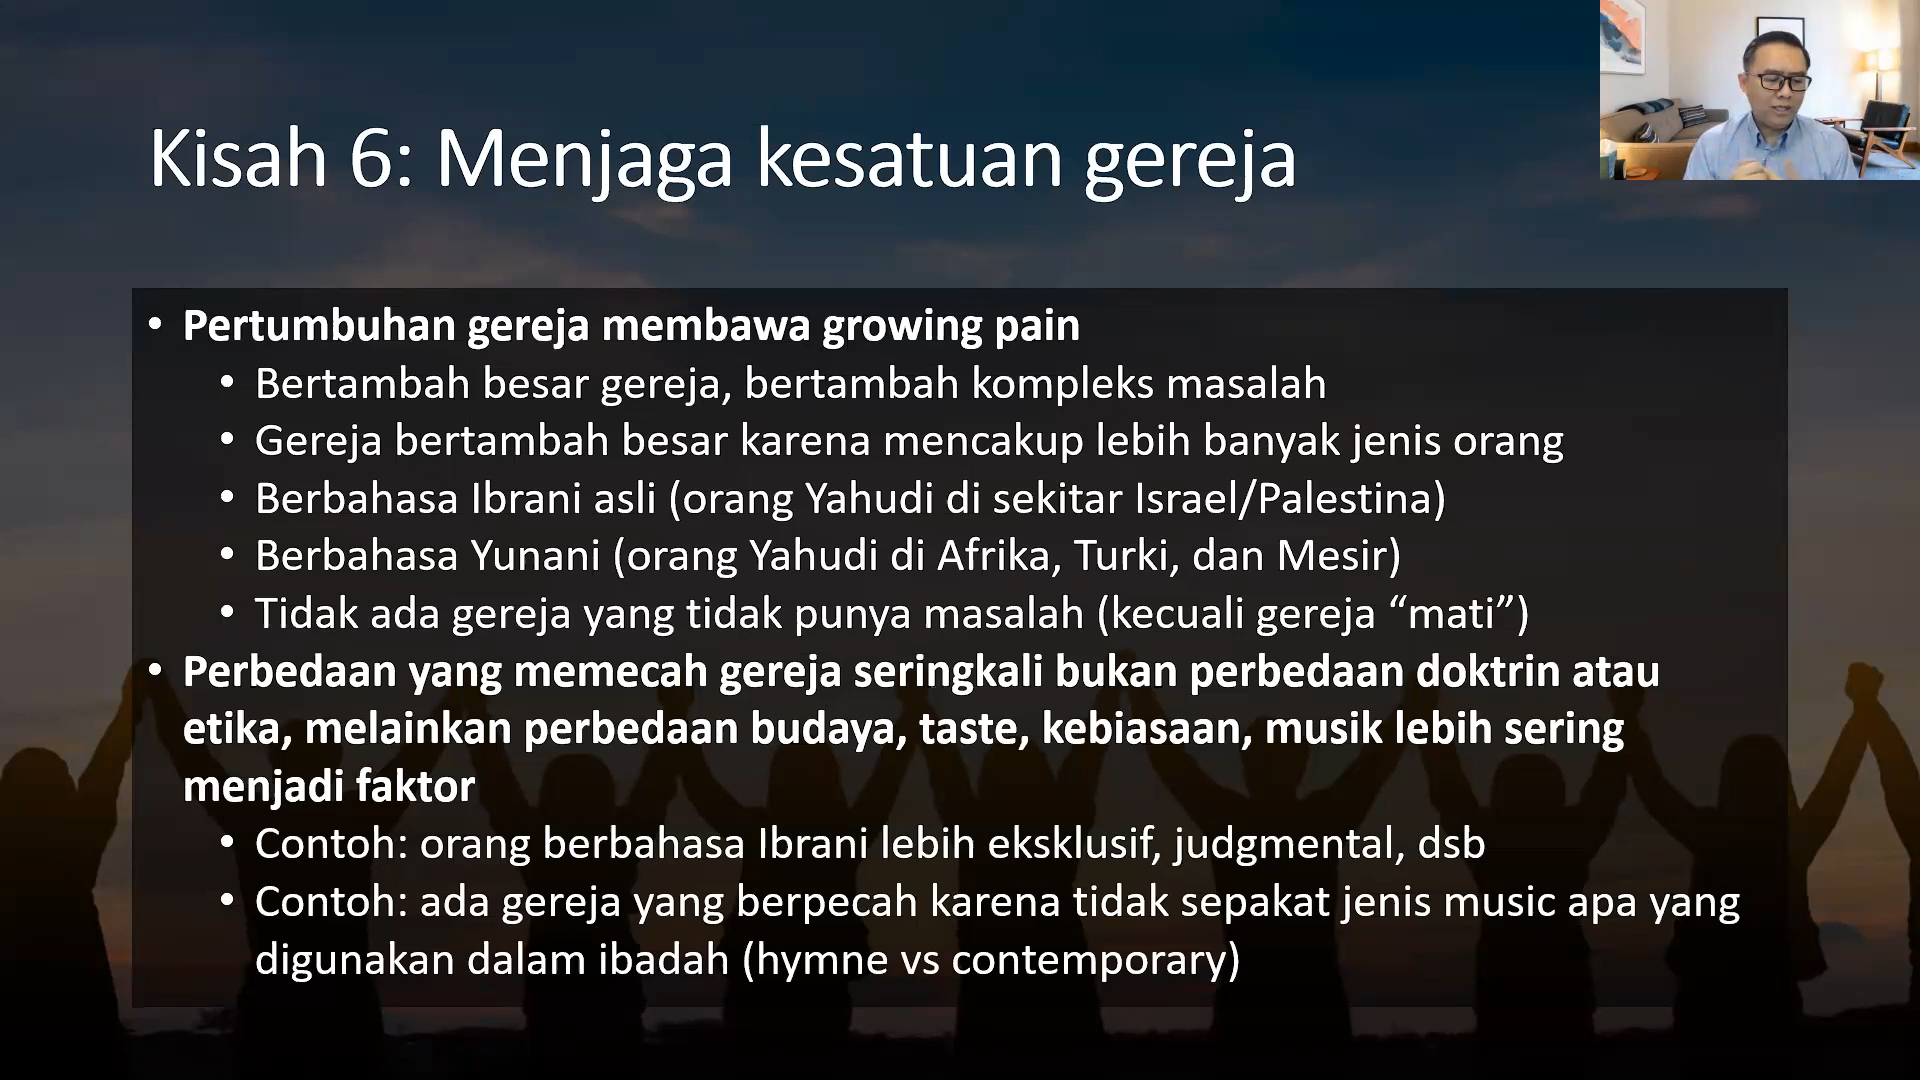 Kisah 6: Menjaga kesatuan gereja
• Pertumbuhan gereja membawa growing pain
• Bertambah besar gereja, bertambah kompleks masalah
• Gereja bertambah besar karena mencakup lebih banyak jenis orang
• Berbahasa Ibrani asli (orang Yahudi di sekitar Israel/Palestina)
• Berbahasa Yunani (orang Yahudi di Afrika, Turki, dan Mesir)
• Tidak ada gereja yang tidak punya masalah (kecuali gereja “mati”)
• Perbedaan yang memecah gereja seringkali bukan perbedaan doktrin atau
etika, melainkan perbedaan budaya, taste, kebiasaan, musik lebih sering
menjadi faktor
• Contoh: orang berbahasa Ibrani lebih eksklusif, judgmental, dsb
• Contoh: ada gereja yang berpecah karena tidak sepakat jenis music apa yang
digunakan dalam ibadah (hymne vs contemporary)